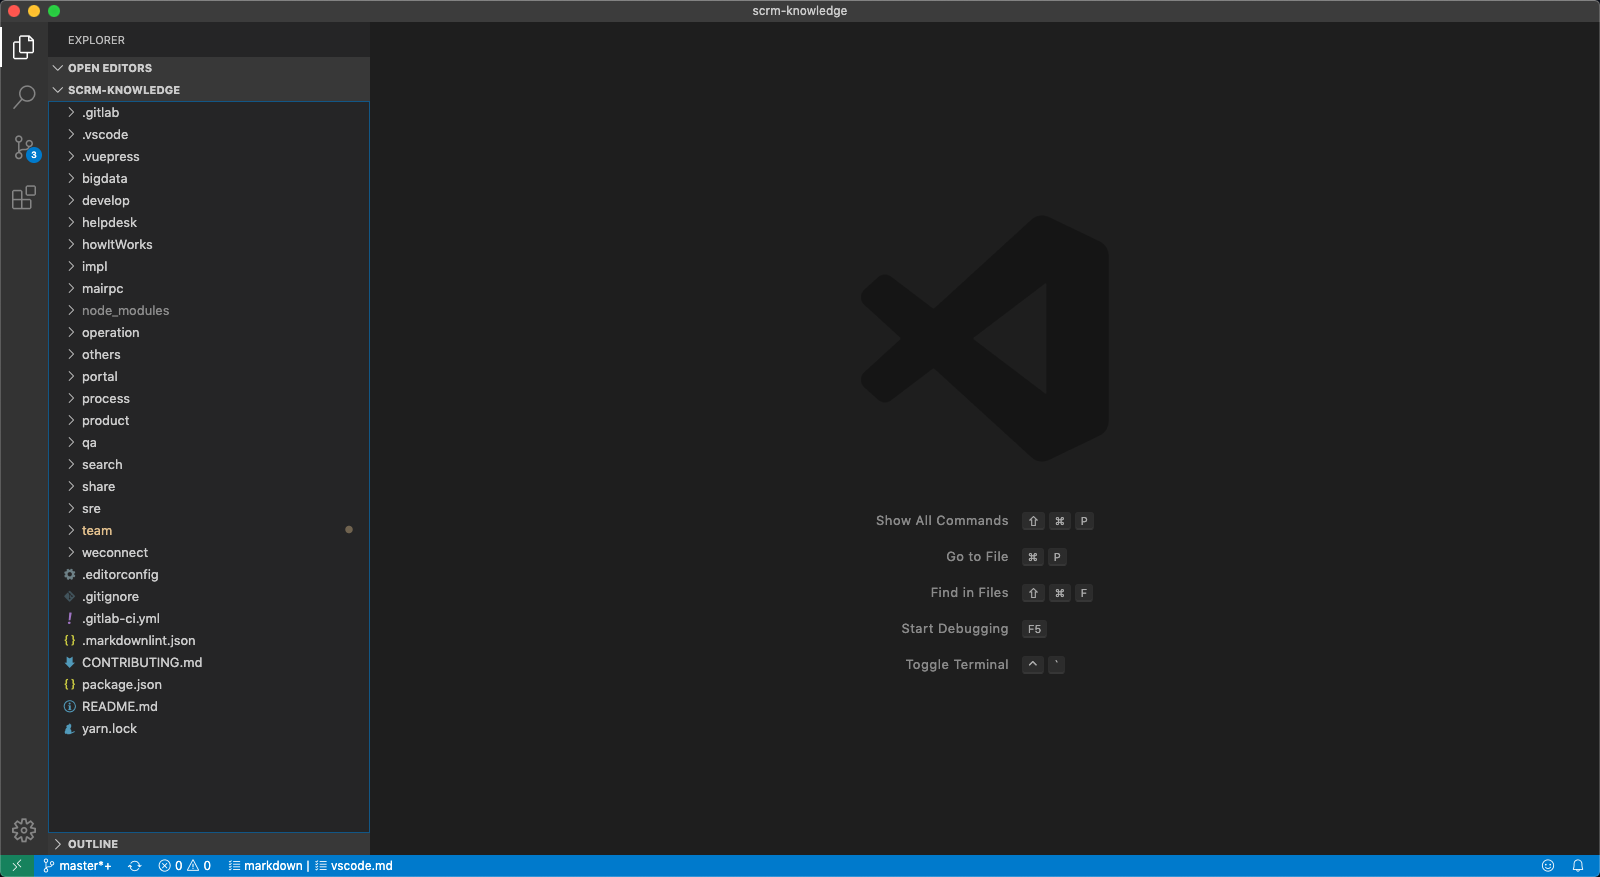 scrm-knowledge
EXPLORER
OPEN EDITORS
SCRM-KNOWLEDGE
.gitlab
.vscode
.vuepress
bigdata
develop
helpdesk
howItWorks
impl
mairpc
node_modules
operation
others
portal
process
product
qa
search
share
sre
team
weconnect
.editorconfig
.gitignore
! .gitlab-ci.yml
{} .markdownlint.json
CONTRIBUTING.md
{} package.json
README.md
yarn.lock
OUTLINE
3
Show All Commands ⇧ ⌘ P
Go to File ⌘ P
Find in Files ⇧ ⌘ F
Start Debugging F5
Toggle Terminal ^ `
master*+ 0 0 markdown | vscode.md